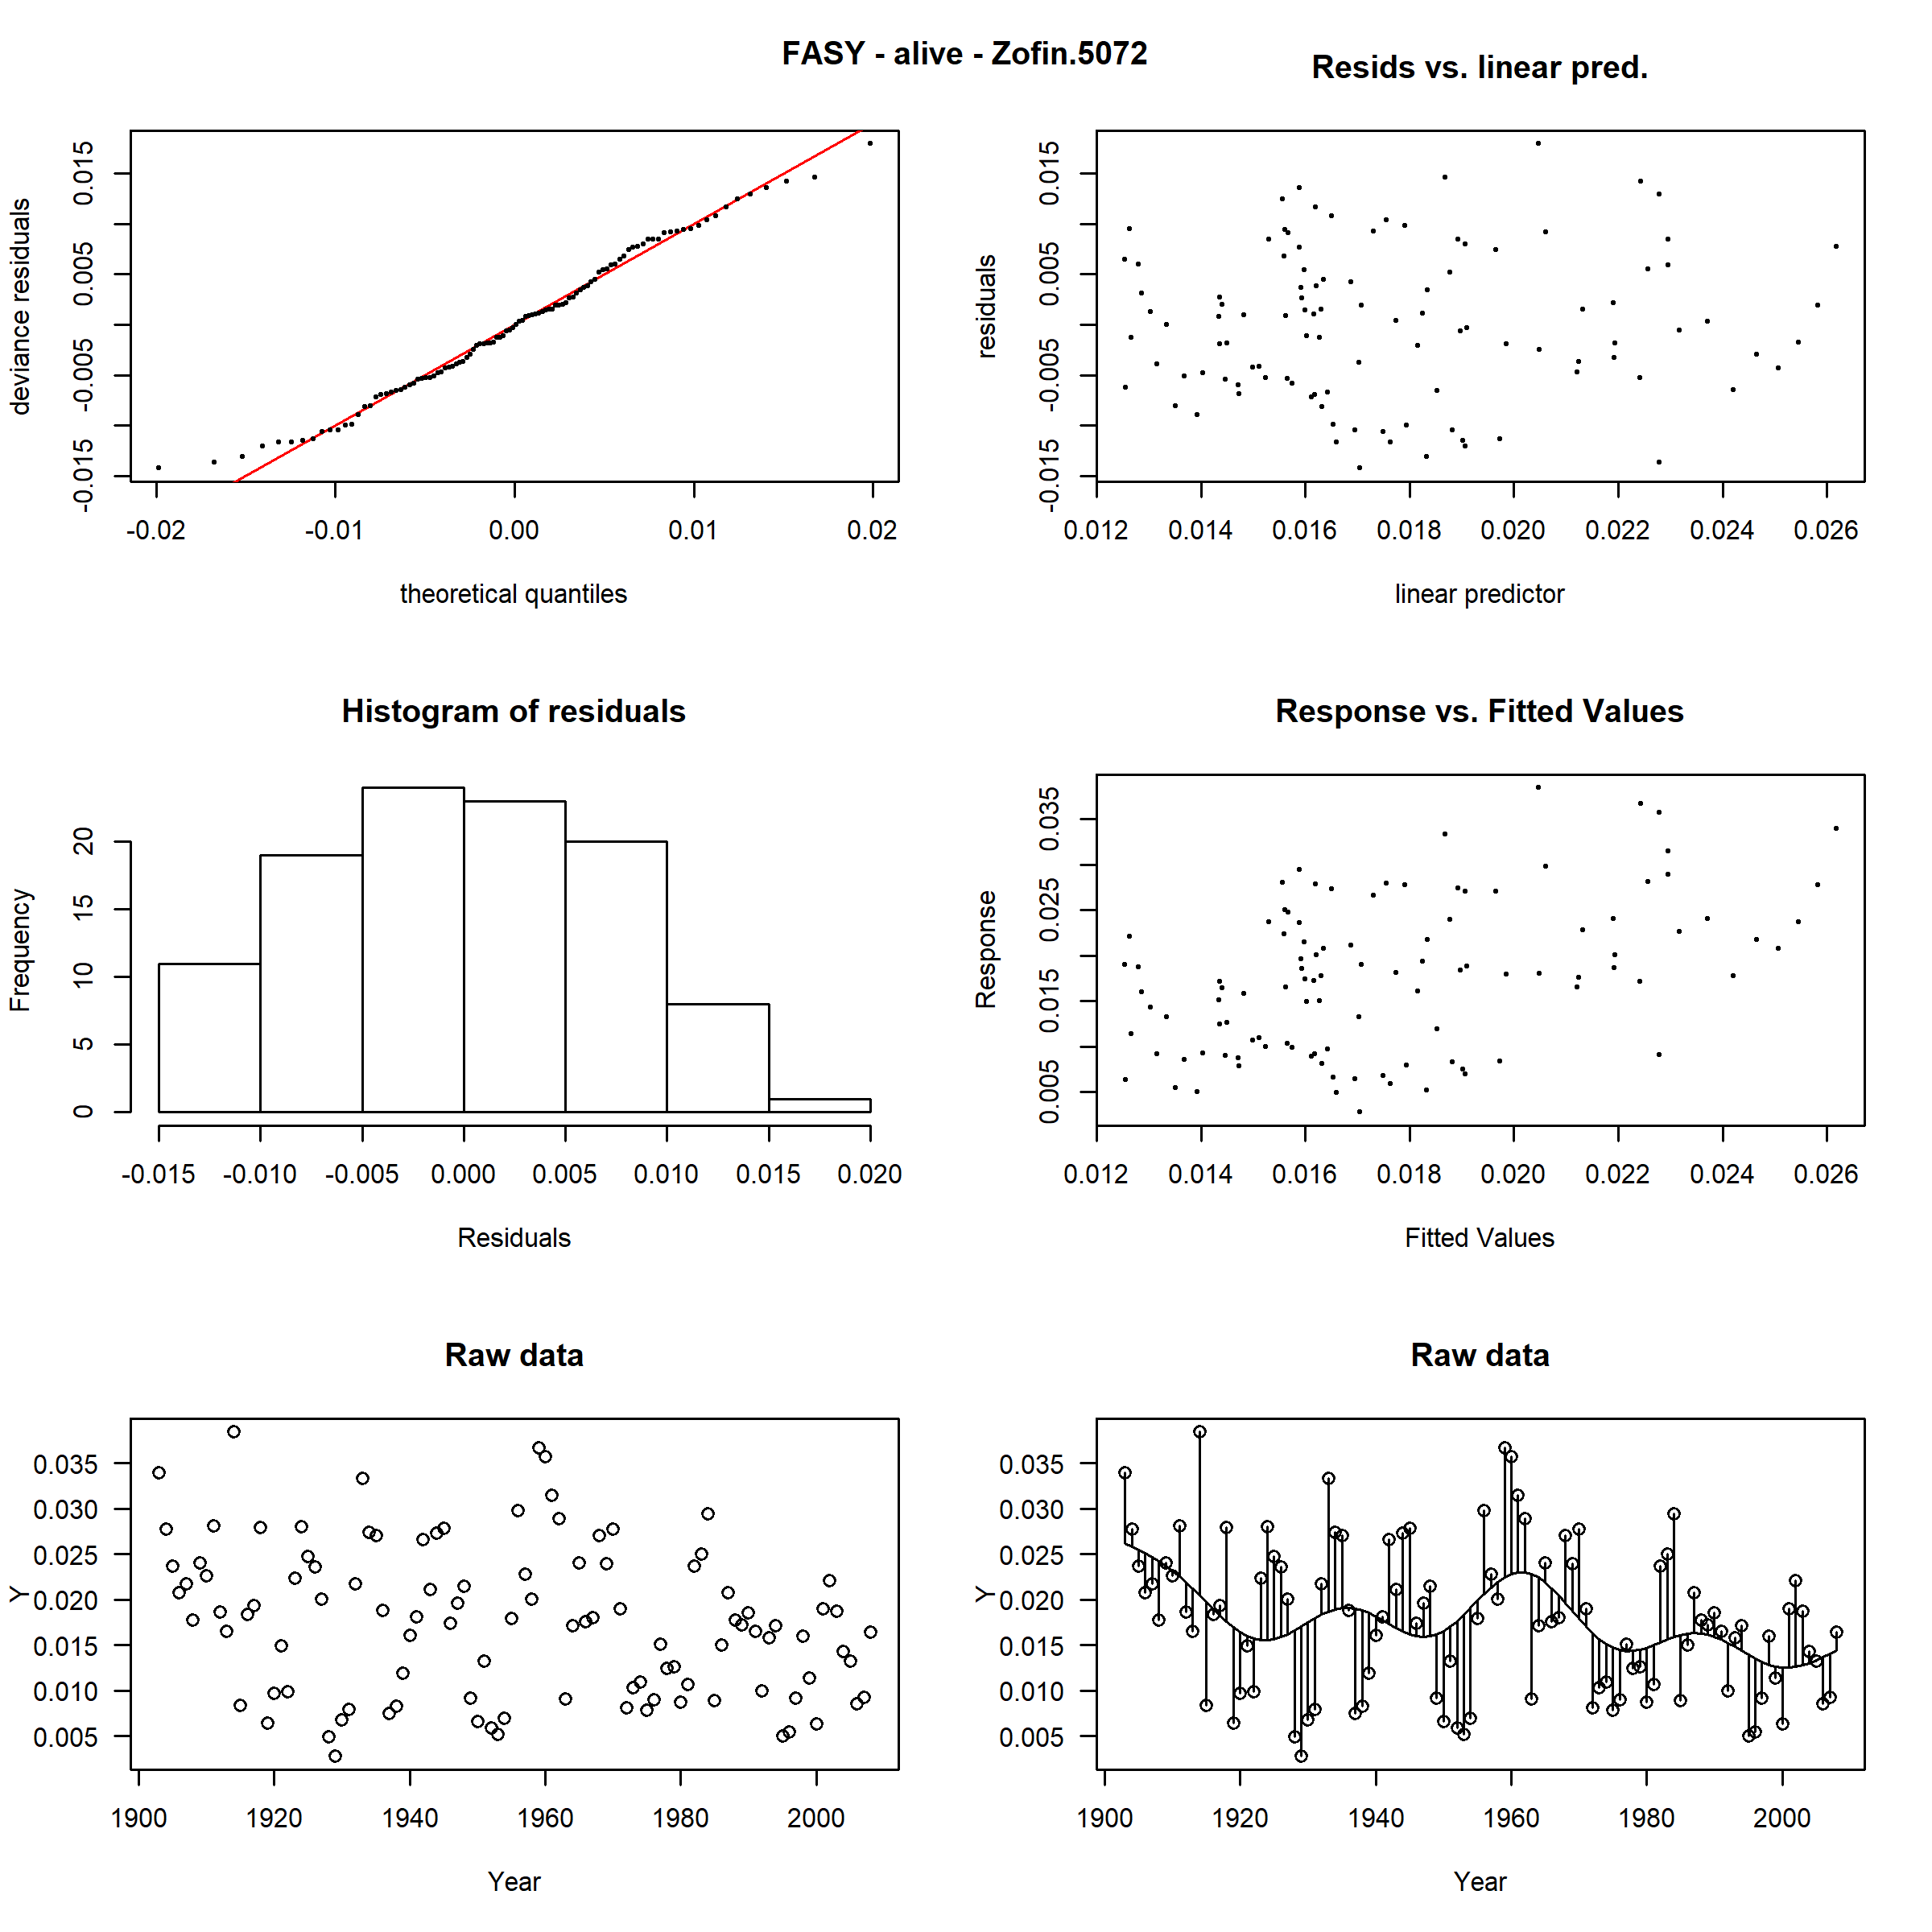 FASY - alive - Zofin.5072
Resids vs. linear pred.
deviance residuals
-0.015 -0.005 0.005 0.015
-0.02 -0.01 0.00 0.01 0.02
theoretical quantiles
residuals
-0.015 -0.005 0.005 0.015
0.012 0.014 0.016 0.018 0.020 0.022 0.024 0.026
linear predictor
Histogram of residuals
Frequency
0 5 10 15 20
-0.015 -0.010 -0.005 0.000 0.005 0.010 0.015 0.020
Residuals
Response vs. Fitted Values
Response
0.005 0.015 0.025 0.035
0.012 0.014 0.016 0.018 0.020 0.022 0.024 0.026
Fitted Values
Raw data
Y
0.035
0.030
0.025
0.020
0.015
0.010
0.005
1900 1920 1940 1960 1980 2000
Year
Raw data
Y
0.035
0.030
0.025
0.020
0.015
0.010
0.005
1900 1920 1940 1960 1980 2000
Year